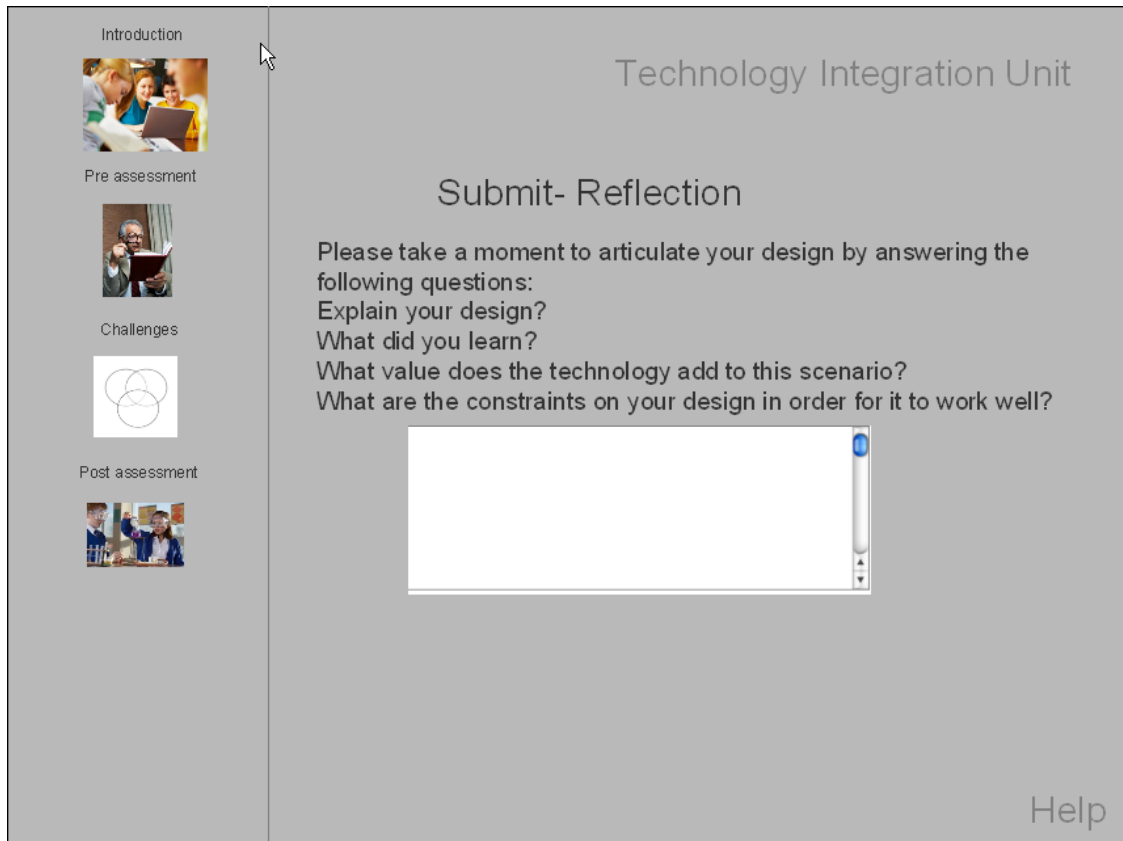 Introduction
Pre assessment
Challenges
Post assessment
Technology Integration Unit
Submit- Reflection
Please take a moment to articulate your design by answering the
following questions:
Explain your design?
What did you learn?
What value does the technology add to this scenario?
What are the constraints on your design in order for it to work well?
Help